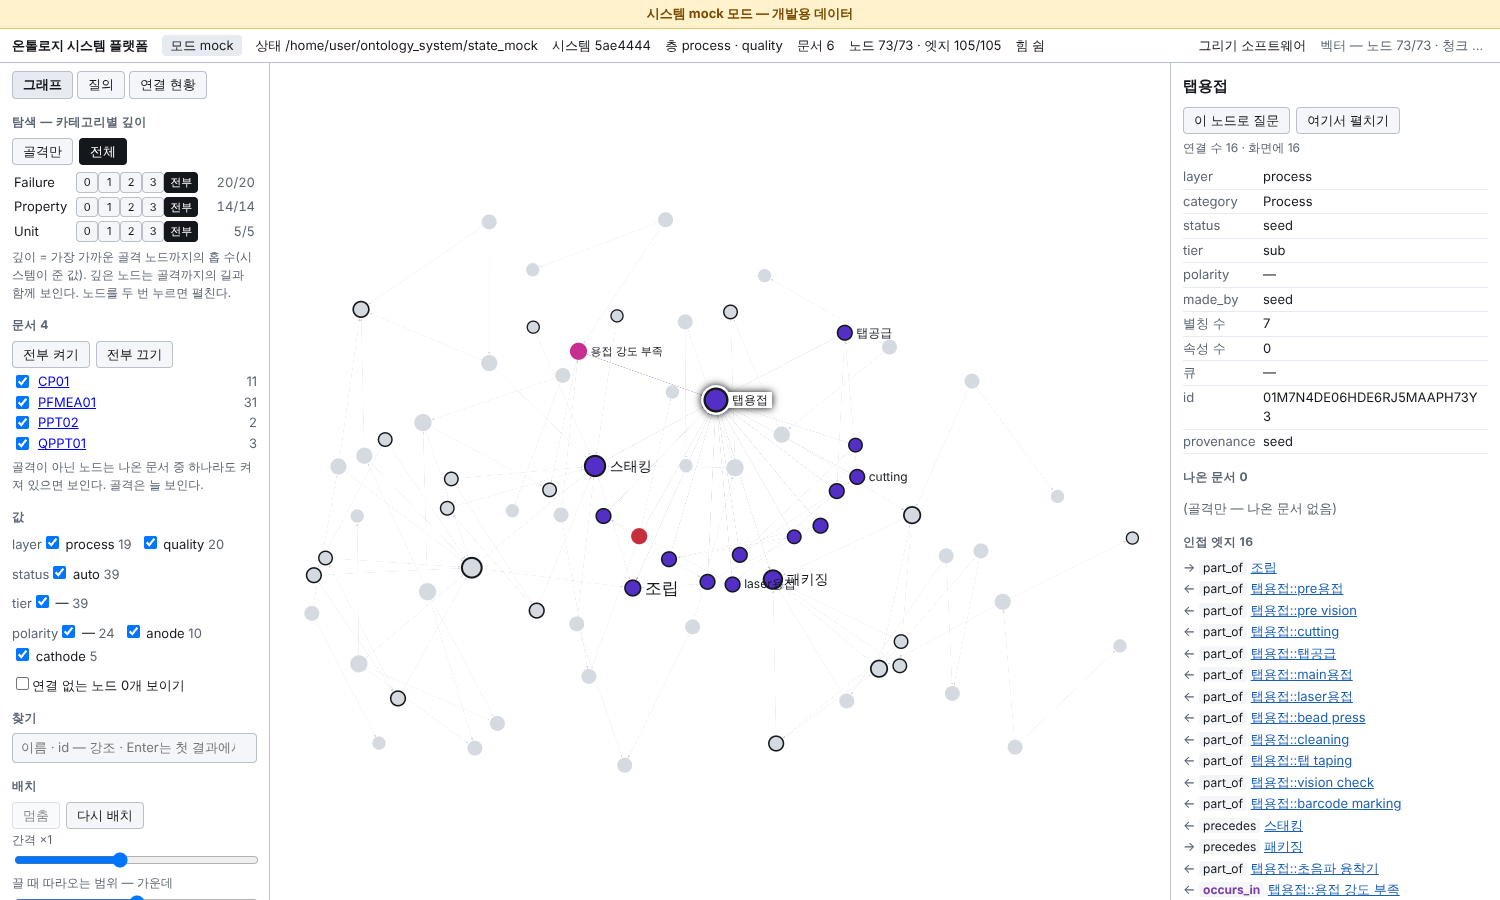 시스템 mock 모드 — 개발용 데이터
온톨로지 시스템 플랫폼 모드 mock 상태 /home/user/ontology_system/state_mock 시스템 5ae4444 층 process · quality 문서 6 노드 73/73 · 엣지 105/105 힘 쉼 그리기 소프트웨어 벡터 — 노드 73/73 · 청크 ...
그래프 질의 연결 현황
탐색 — 카테고리별 깊이
골격만 전체
Failure 0 1 2 3 전부 20/20
Property 0 1 2 3 전부 14/14
Unit 0 1 2 3 전부 5/5
깊이 = 가장 가까운 골격 노드까지의 홉 수(시
스템이 준 값). 깊은 노드는 골격까지의 길과
함께 보인다. 노드를 두 번 누르면 펼친다.
문서 4
전부 켜기 전부 끄기
CP01 11
PFMEA01 31
PPT02 2
QPPT01 3
골격이 아닌 노드는 나온 문서 중 하나라도 켜
져 있으면 보인다. 골격은 늘 보인다.
값
layer process 19 quality 20
status auto 39
tier — 39
polarity — 24 anode 10
cathode 5
연결 없는 노드 0개 보이기
찾기
이름 · id — 강조 · Enter는 첫 결과에
배치
멈춤 다시 배치
간격 ×1
끌 때 따라오는 범위 — 가운데
탭공급
용접 강도 부족
탭용접
스태킹
cutting
조립
laser용접
패키징
탭용접
이 노드로 질문 여기서 펼치기
연결 수 16 · 화면에 16
layer process
category Process
status seed
tier sub
polarity —
made_by seed
별칭 수 7
속성 수 0
큐 —
id 01M7N4DE06HDE6RJ5MAAPH73Y
3
provenance seed
나온 문서 0
(골격만 — 나온 문서 없음)
인접 엣지 16
→ part_of 조립
← part_of 탭용접::pre용접
← part_of 탭용접::pre vision
← part_of 탭용접::cutting
← part_of 탭용접::탭공급
← part_of 탭용접::main용접
← part_of 탭용접::laser용접
← part_of 탭용접::bead press
← part_of 탭용접::cleaning
← part_of 탭용접::탭 taping
← part_of 탭용접::vision check
← part_of 탭용접::barcode marking
← precedes 스태킹
→ precedes 패키징
← part_of 탭용접::초음파 융착기
← occurs_in 탭용접::용접 강도 부족